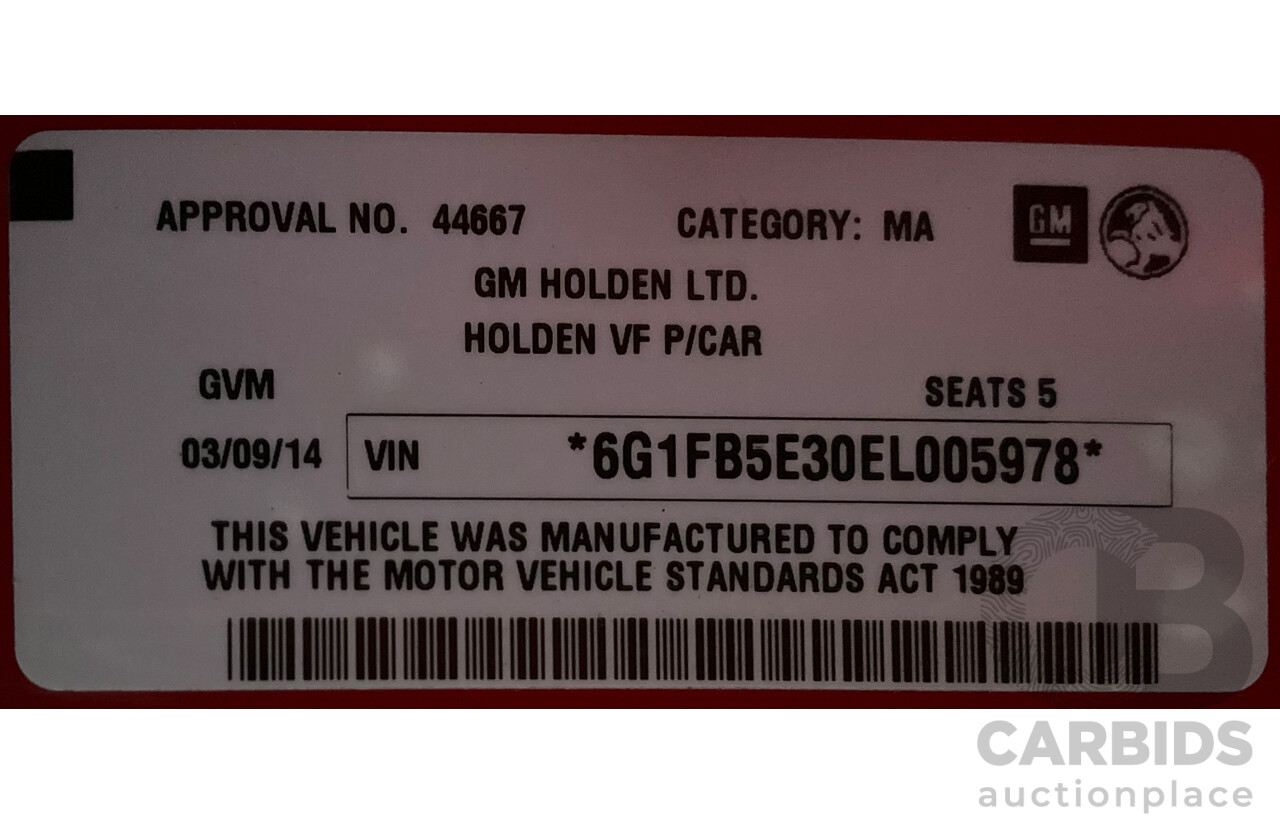 APPROVAL NO. 44667 CATEGORY: MA GM
GM HOLDEN LTD.
HOLDEN VF P/CAR
GVM SEATS 5
03/09/14 VIN *6G1FB5E30EL005978*
THIS VEHICLE WAS MANUFACTURED TO COMPLY
WITH THE MOTOR VEHICLE STANDARDS ACT 1989
CB
CARBIDS
auctionplace